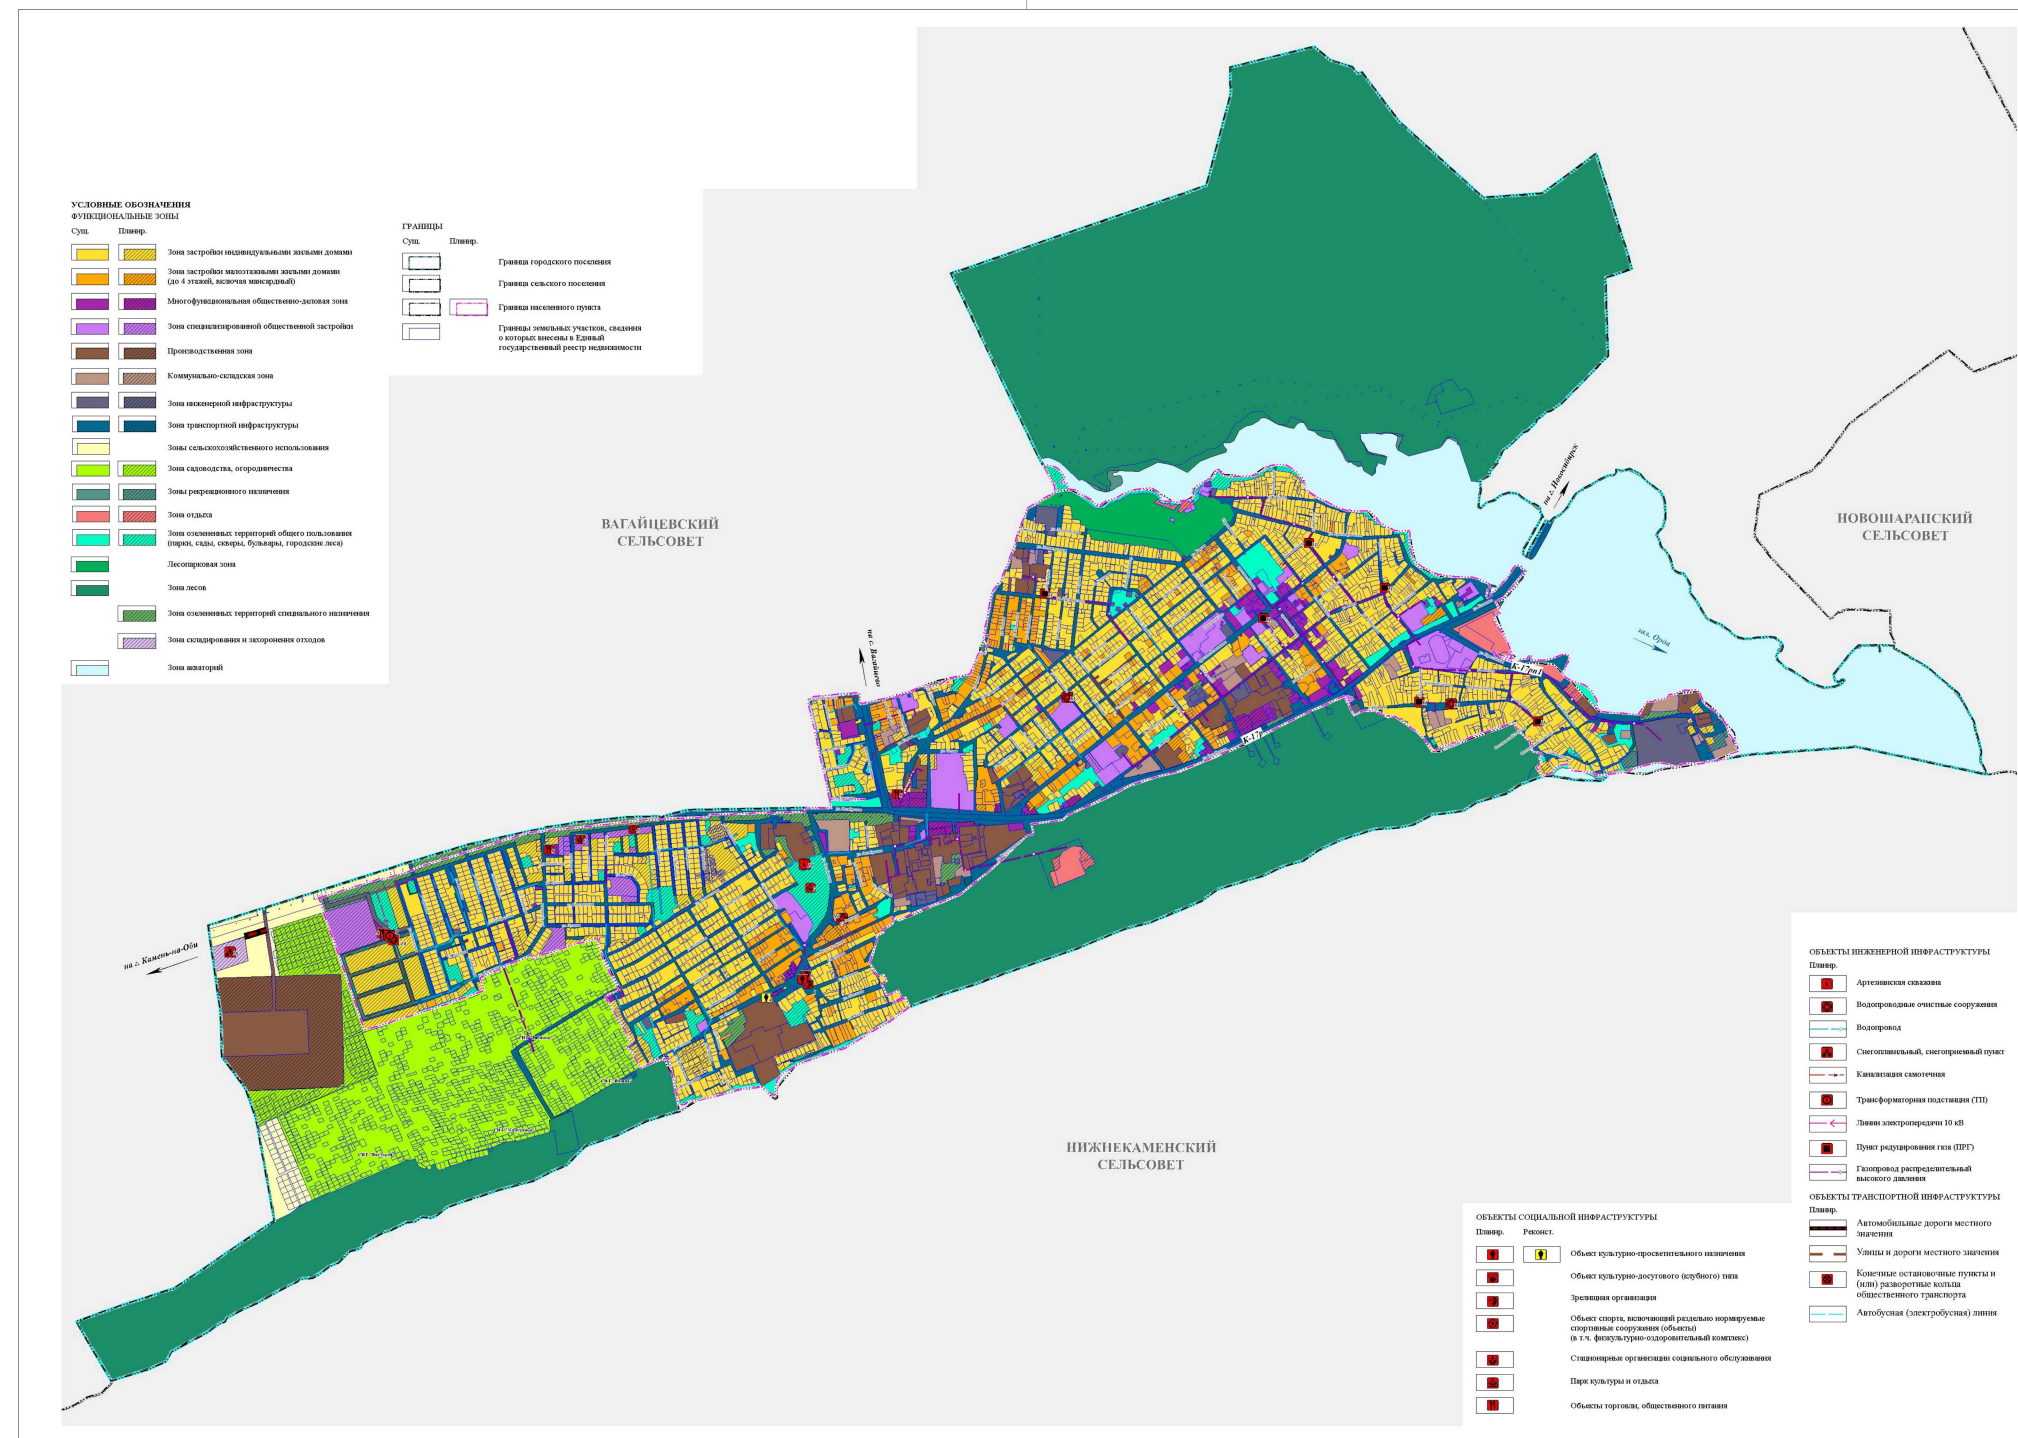 УСЛОВНЫЕ ОБОЗНАЧЕНИЯ
ФУНКЦИОНАЛЬНЫЕ ЗОНЫ
Сущ. Планир.
Зона застройки индивидуальными жилыми домами
Зона застройки малоэтажными жилыми домами
(до 4 этажей, включая мансардный)
Многофункциональная общественно-деловая зона
Зона специализированной общественной застройки
Производственная зона
Коммунально-складская зона
Зона инженерной инфраструктуры
Зона транспортной инфраструктуры
Зоны сельскохозяйственного использования
Зона садоводства, огородничества
Зоны рекреационного назначения
Зона отдыха
Зона озелененных территорий общего пользования
(парки, сады, скверы, бульвары, городские леса)
Лесопарковая зона
Зона лесов
Зона озелененных территорий специального назначения
Зона складирования и захоронения отходов
Зона акваторий
ГРАНИЦЫ
Сущ. Планир.
Граница городского поселения
Граница сельского поселения
Граница населенного пункта
Границы земельных участков, сведения
о которых внесены в Единый
государственный реестр недвижимости
ВАГАЙЦЕВСКИЙ
СЕЛЬСОВЕТ
НОВОШАРАПСКИЙ
СЕЛЬСОВЕТ
НИЖНЕКАМЕНСКИЙ
СЕЛЬСОВЕТ
на г. Новосибирск
на с. Вагайцево
на г. Камень-на-Оби
зал. Орда
К-17рп1
К-17р
ОБЪЕКТЫ ИНЖЕНЕРНОЙ ИНФРАСТРУКТУРЫ
Планир.
Артезианская скважина
Водопроводные очистные сооружения
Водопровод
Снегоплавильный, снегоприемный пункт
Канализация самотечная
Трансформаторная подстанция (ТП)
Линии электропередачи 10 кВ
Пункт редуцирования газа (ПРГ)
Газопровод распределительный
высокого давления
ОБЪЕКТЫ ТРАНСПОРТНОЙ ИНФРАСТРУКТУРЫ
Планир.
Автомобильные дороги местного
значения
Улицы и дороги местного значения
Конечные остановочные пункты и
(или) разворотные кольца
общественного транспорта
Автобусная (электробусная) линия
ОБЪЕКТЫ СОЦИАЛЬНОЙ ИНФРАСТРУКТУРЫ
Планир. Реконст.
Объект культурно-просветительного назначения
Объект культурно-досугового (клубного) типа
Зрелищная организация
Объект спорта, включающий раздельно нормируемые
спортивные сооружения (объекты)
(в т.ч. физкультурно-оздоровительный комплекс)
Стационарные организации социального обслуживания
Парк культуры и отдыха
Объекты торговли, общественного питания